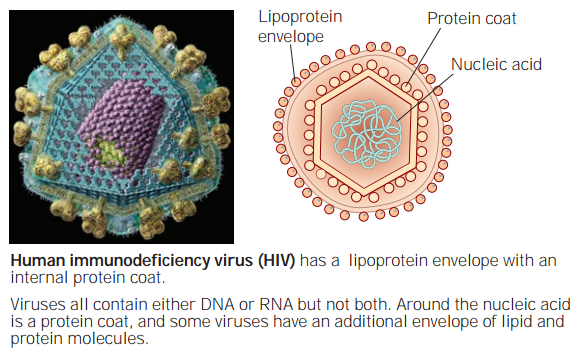 Lipoprotein
envelope
Protein coat
Nucleic acid
Human immunodeficiency virus (HIV) has a lipoprotein envelope with an
internal protein coat.
Viruses all contain either DNA or RNA but not both. Around the nucleic acid
is a protein coat, and some viruses have an additional envelope of lipid and
protein molecules.